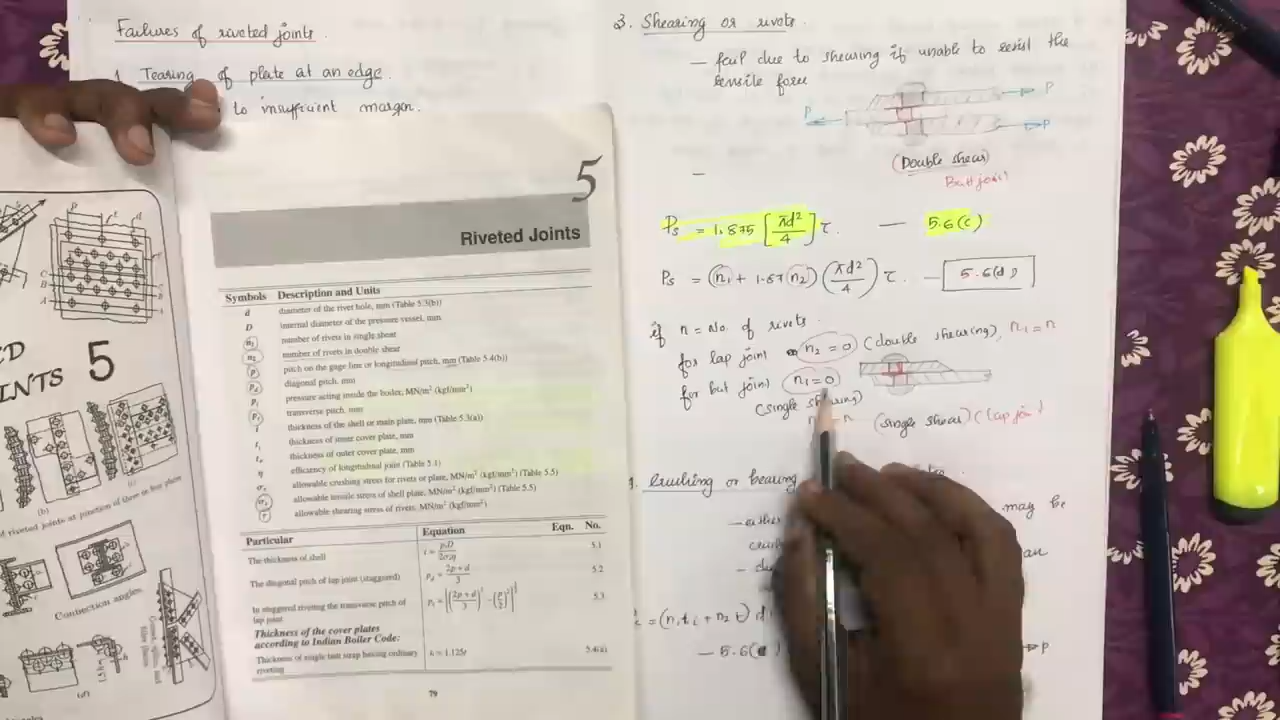 Failures of riveted joints.
1. Tearing of plate at an edge.
to insufficient margin.
5
Riveted Joints
Symbols Description and Units
d diameter of the rivet hole, mm (Table 5.3(b))
D internal diameter of the pressure vessel, mm
n₁ number of rivets in single shear
n₂ number of rivets in double shear
p pitch on the gage line or longitudinal pitch, mm (Table 5.4(b))
p_d diagonal pitch, mm
pressure acting inside the boiler, MN/m² (kgf/mm²)
transverse pitch, mm
t thickness of the shell or main plate, mm (Table 5.3(a))
thickness of inner cover plate, mm
thickness of outer cover plate, mm
η efficiency of longitudinal joint (Table 5.1)
allowable crushing stress for rivets or plate, MN/m² (kgf/mm²) (Table 5.5)
allowable tensile stress of shell plate, MN/m² (kgf/mm²) (Table 5.5)
τ allowable shearing stress of rivets, MN/m² (kgf/mm²)
Particular Equation Eqn. No.
The thickness of shell 5.1
The diagonal pitch of lap joint (staggered) p_d = (2p + d)/3 5.2
In staggered riveting the transverse pitch of 5.3
lap joint
Thickness of the cover plates
according to Indian Boiler Code:
Thickness of single butt strap having ordinary = 1.125t 5.4(a)
riveting
79
5
(b)
(c)
Connection angles.
(d)
3. Shearing or rivets.
— fail due to shearing if unable to resist the
tensile force
P
P
P
(Double shear)
Butt joint
Ps = 1.875 [πd²/4] τ. — 5.6(c)
Ps = (n₁ + 1.87 n₂) (πd²/4) τ. — 5.6(d)
if n = No. of rivets.
for lap joint n₂ = 0 (double shearing), n₁ = n
for but joint n₁ = 0
(single shearing)
n
(single shear) (lap joint)
crushing or bearing
may be
an
= (n₁t₁ + n₂t) d
— 5.6(
P